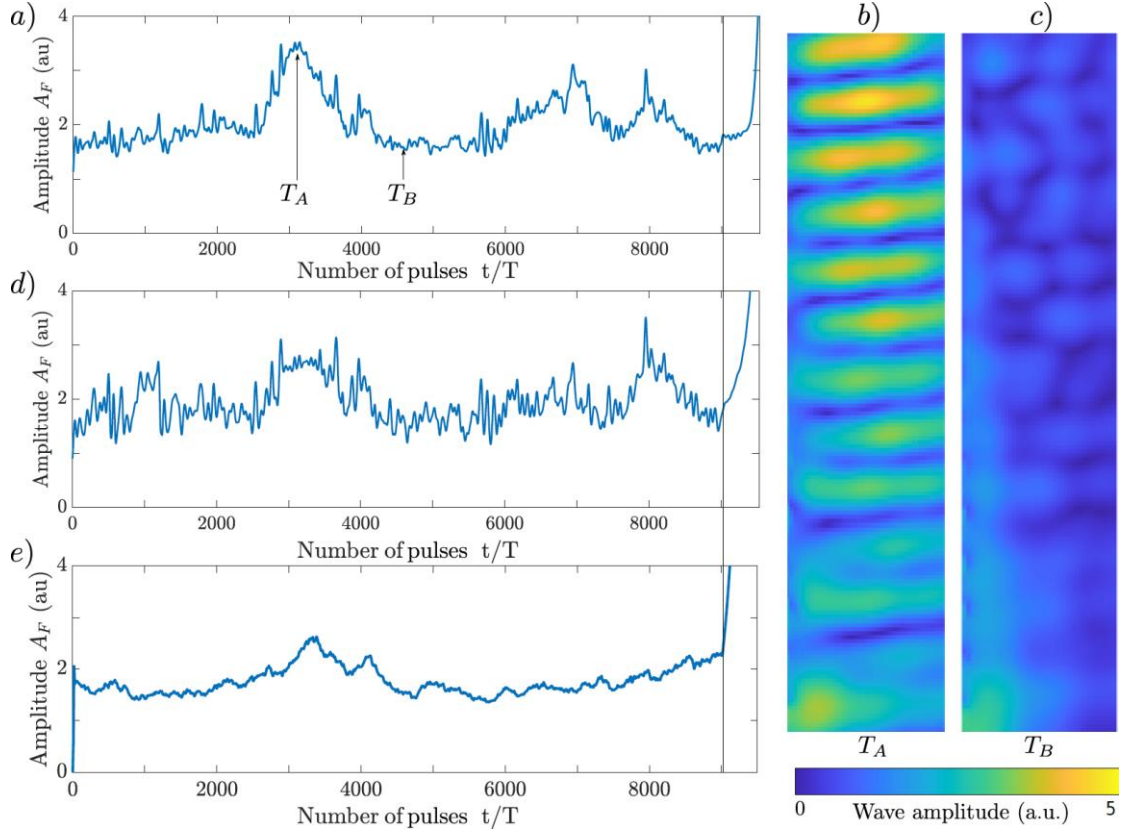 a)
Amplitude A_F (au)
4
2
0
T_A
T_B
0 2000 4000 6000 8000
Number of pulses t/T
d)
Amplitude A_F (au)
4
2
0
0 2000 4000 6000 8000
Number of pulses t/T
e)
Amplitude A_F (au)
4
2
0
0 2000 4000 6000 8000
Number of pulses t/T
b) c)
T_A T_B
0 Wave amplitude (a.u.) 5